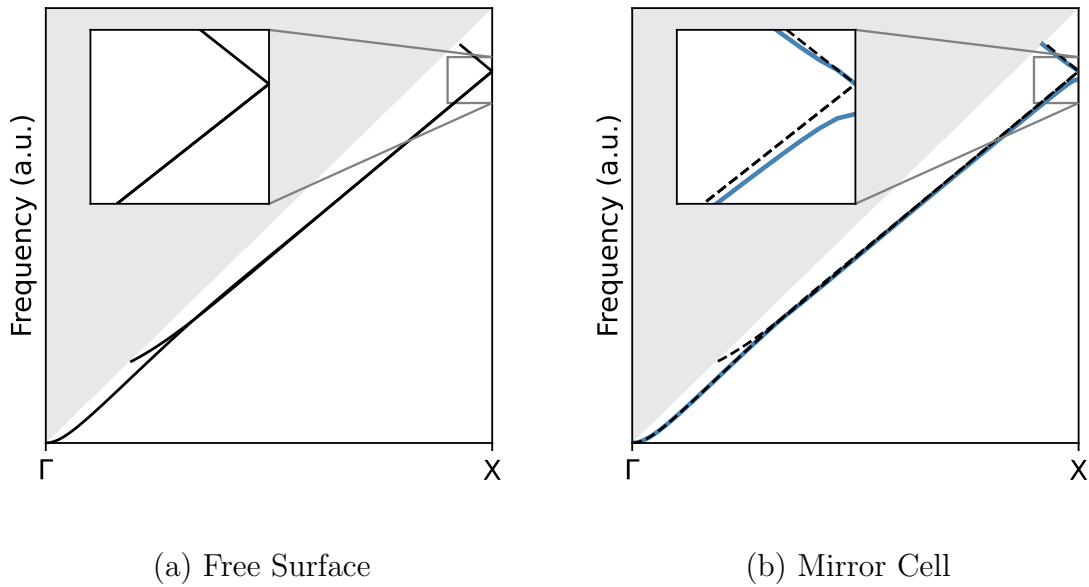 Frequency (a.u.)
Γ
X
(a) Free Surface
Frequency (a.u.)
Γ
X
(b) Mirror Cell